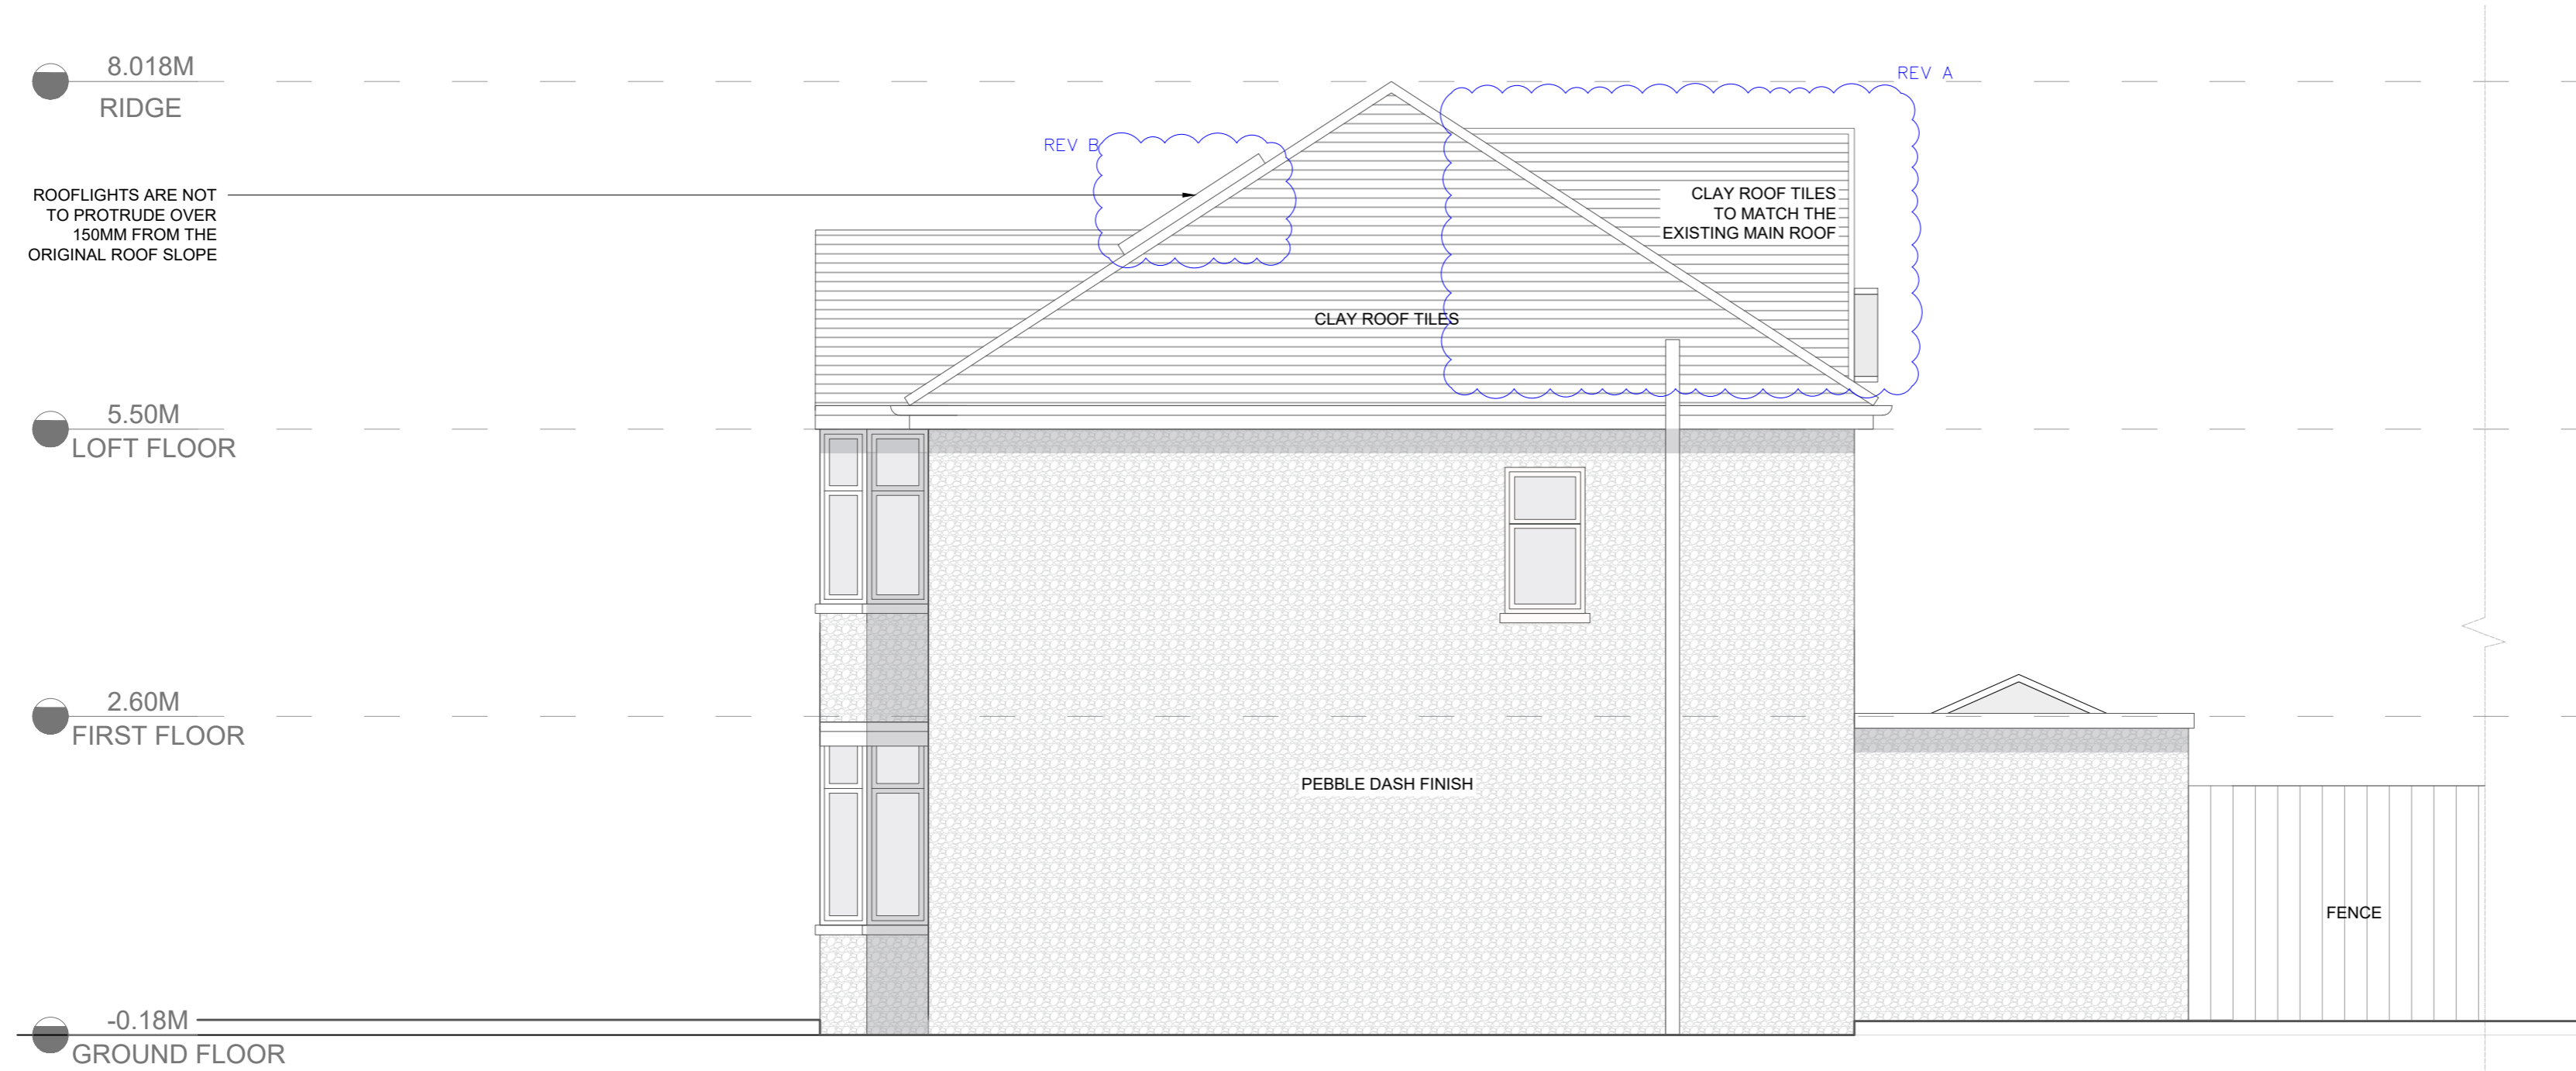 8.018M
RIDGE
REV A
REV B
ROOFLIGHTS ARE NOT
TO PROTRUDE OVER
150MM FROM THE
ORIGINAL ROOF SLOPE
CLAY ROOF TILES
TO MATCH THE
EXISTING MAIN ROOF
CLAY ROOF TILES
5.50M
LOFT FLOOR
2.60M
FIRST FLOOR
PEBBLE DASH FINISH
FENCE
-0.18M
GROUND FLOOR